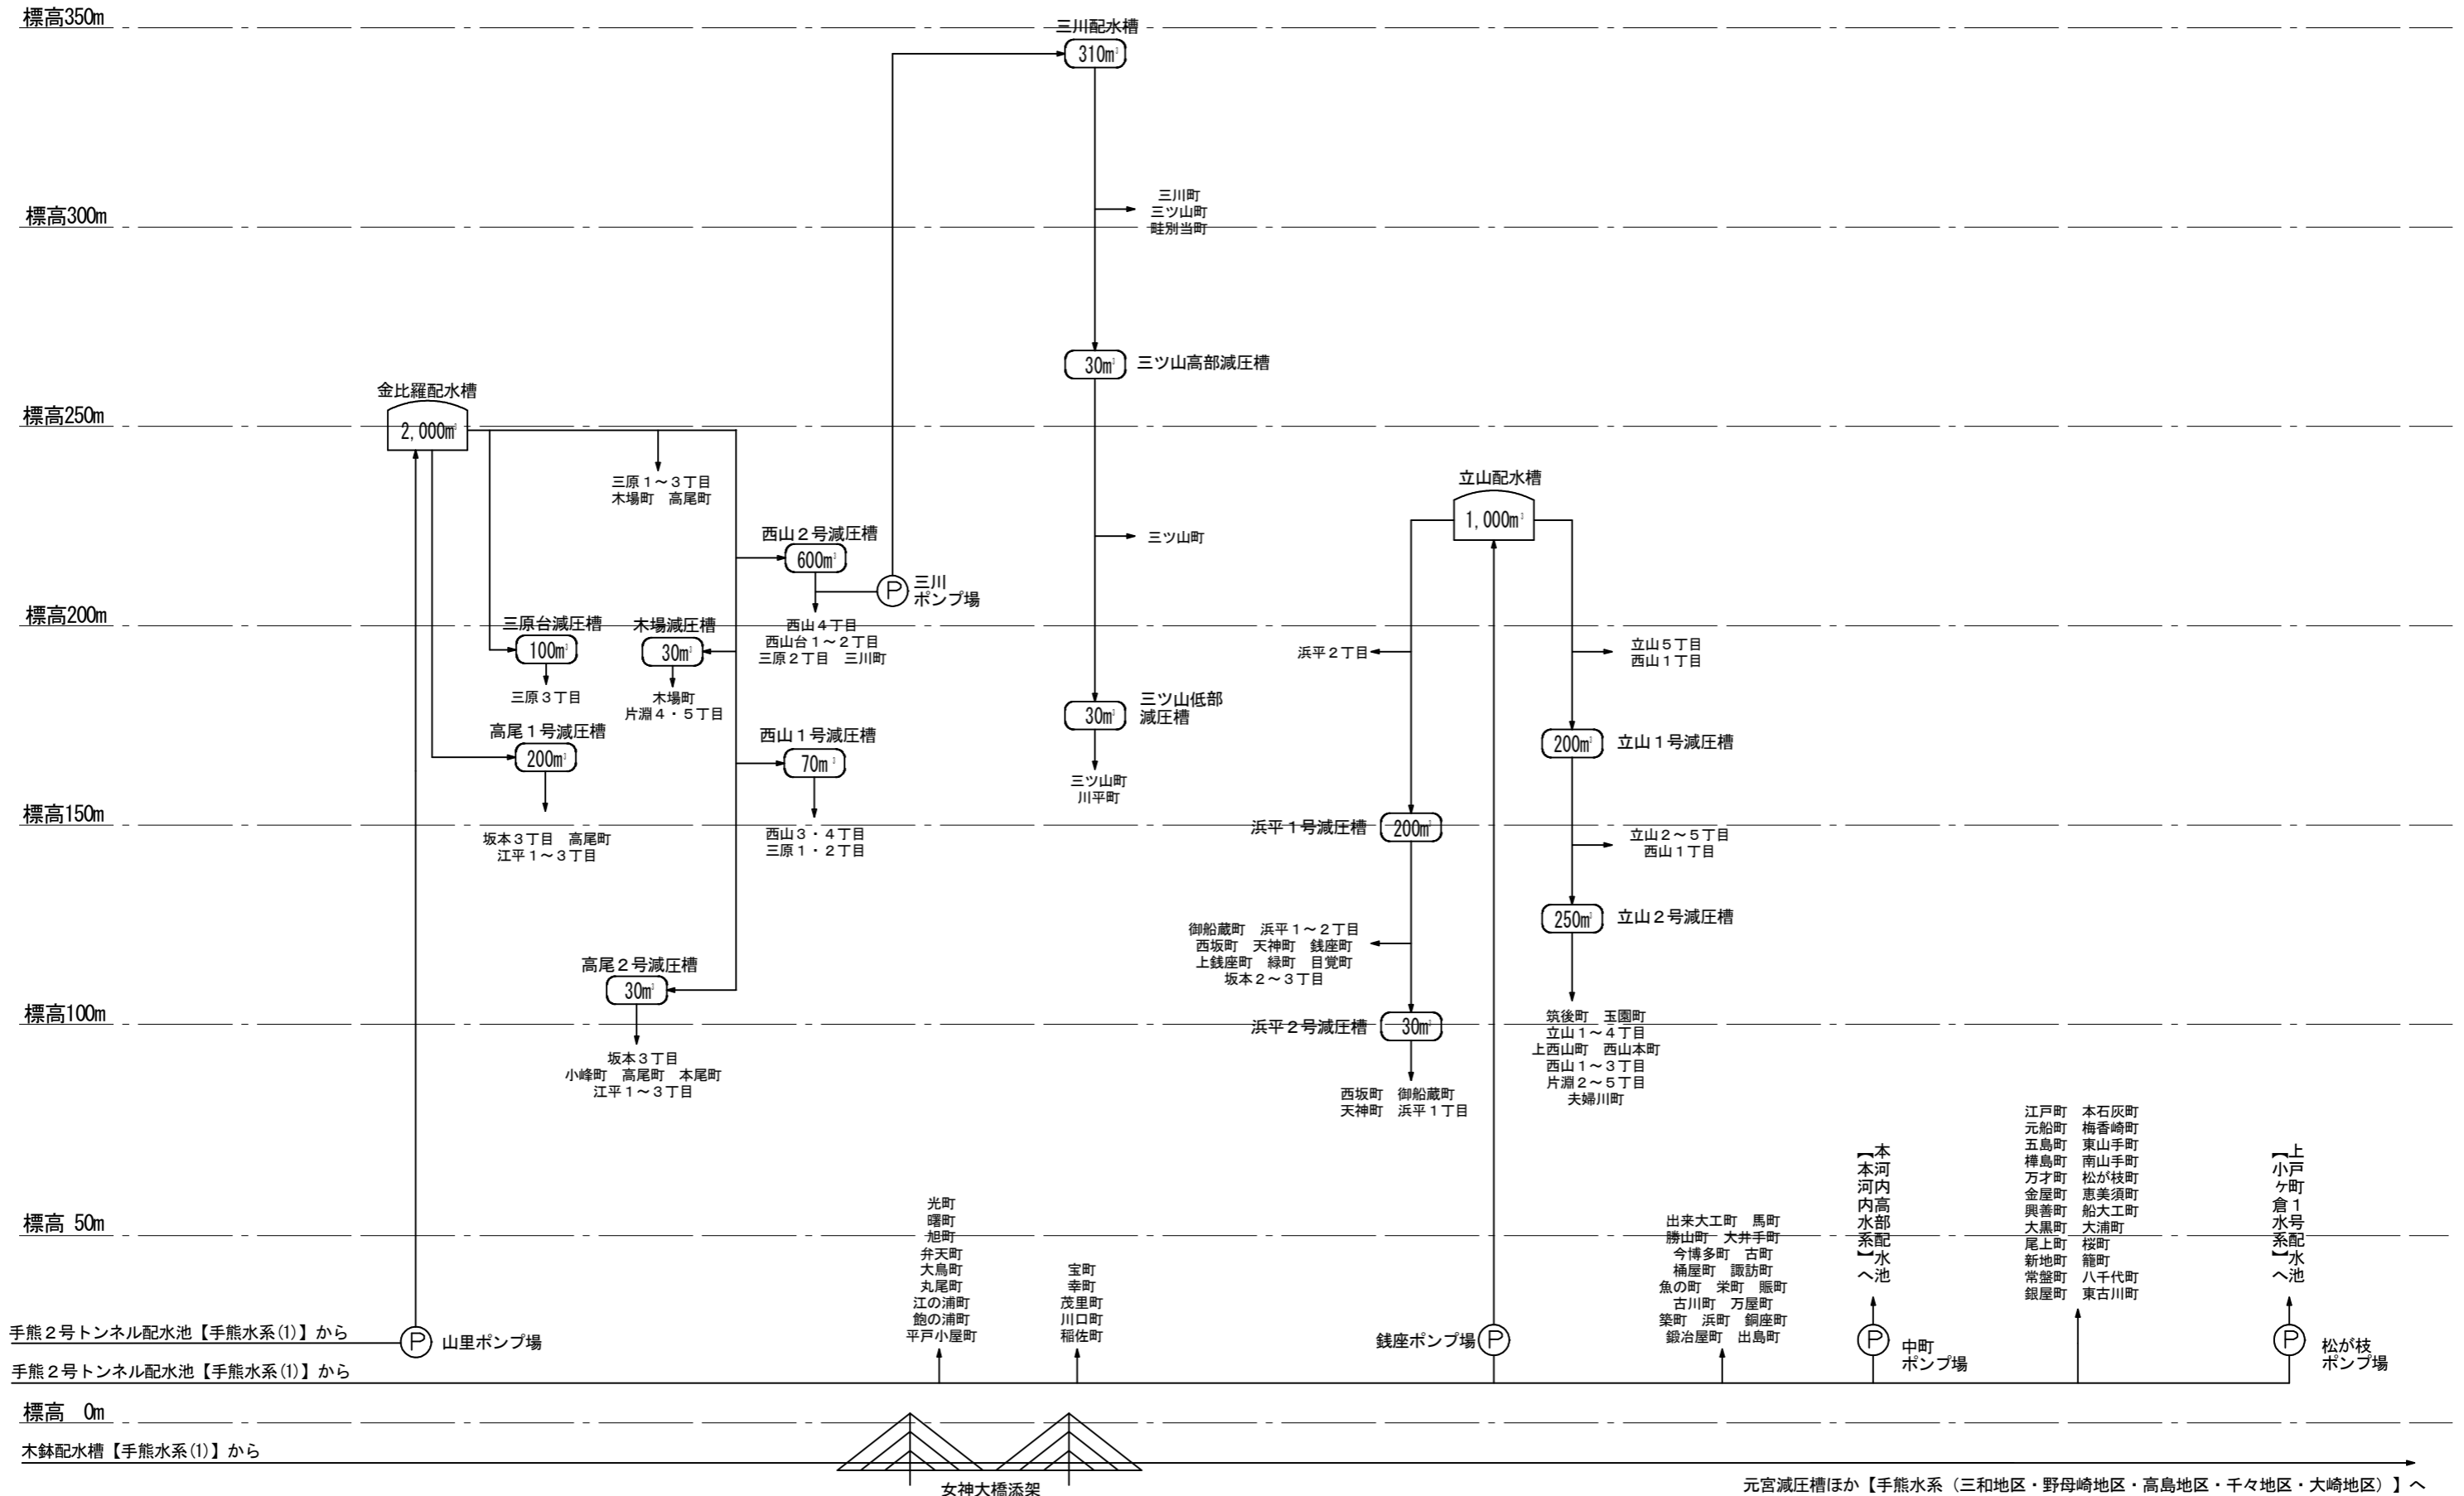 標高350m
三川配水槽
310m³
三川町
三ツ山町
畦別当町
標高300m
30m³
三ツ山高部減圧槽
金比羅配水槽
標高250m
2,000m³
三原１～３丁目
木場町　高尾町
立山配水槽
1,000m³
西山２号減圧槽
600m³
三ツ山町
P
三川
ポンプ場
標高200m
三原台減圧槽
100m³
三原３丁目
木場減圧槽
30m³
木場町
片淵４・５丁目
西山４丁目
西山台１～２丁目
三原２丁目　三川町
浜平２丁目
立山５丁目
西山１丁目
高尾１号減圧槽
200m³
西山１号減圧槽
70m³
30m³
三ツ山低部
減圧槽
三ツ山町
川平町
200m³
立山１号減圧槽
標高150m
坂本３丁目　高尾町
江平１～３丁目
西山３・４丁目
三原１・２丁目
浜平１号減圧槽
200m³
立山２～５丁目
西山１丁目
250m³
立山２号減圧槽
御船蔵町　浜平１～２丁目
西坂町　天神町　銭座町
上銭座町　緑町　目覚町
坂本２～３丁目
高尾２号減圧槽
30m³
標高100m
浜平２号減圧槽
30m³
坂本３丁目
小峰町　高尾町　本尾町
江平１～３丁目
西坂町　御船蔵町
天神町　浜平１丁目
筑後町　玉園町
立山１～４丁目
上西山町　西山本町
西山１～３丁目
片淵２～５丁目
夫婦川町
標高 50m
光町
曙町
旭町
弁天町
大鳥町
丸尾町
江の浦町
飽の浦町
平戸小屋町
宝町
幸町
茂里町
川口町
稲佐町
出来大工町　馬町
勝山町　大井手町
今博多町　古町
桶屋町　諏訪町
魚の町　栄町　賑町
古川町　万屋町
築町　浜町　銅座町
鍛冶屋町　出島町
本河内高部配水池
【本河内水系】へ
江戸町　本石灰町
元船町　梅香崎町
五島町　東山手町
樺島町　南山手町
万才町　松が枝町
金屋町　恵美須町
興善町　船大工町
大黒町　大浦町
尾上町　桜町
新地町　籠町
常盤町　八千代町
銀屋町　東古川町
上戸町１号配水池
【小ヶ倉水系】へ
手熊２号トンネル配水池【手熊水系(1)】から
P
山里ポンプ場
銭座ポンプ場
P
P
中町
ポンプ場
P
松が枝
ポンプ場
手熊２号トンネル配水池【手熊水系(1)】から
標高　0m
木鉢配水槽【手熊水系(1)】から
女神大橋添架
元宮減圧槽ほか【手熊水系（三和地区・野母崎地区・高島地区・千々地区・大崎地区）】へ